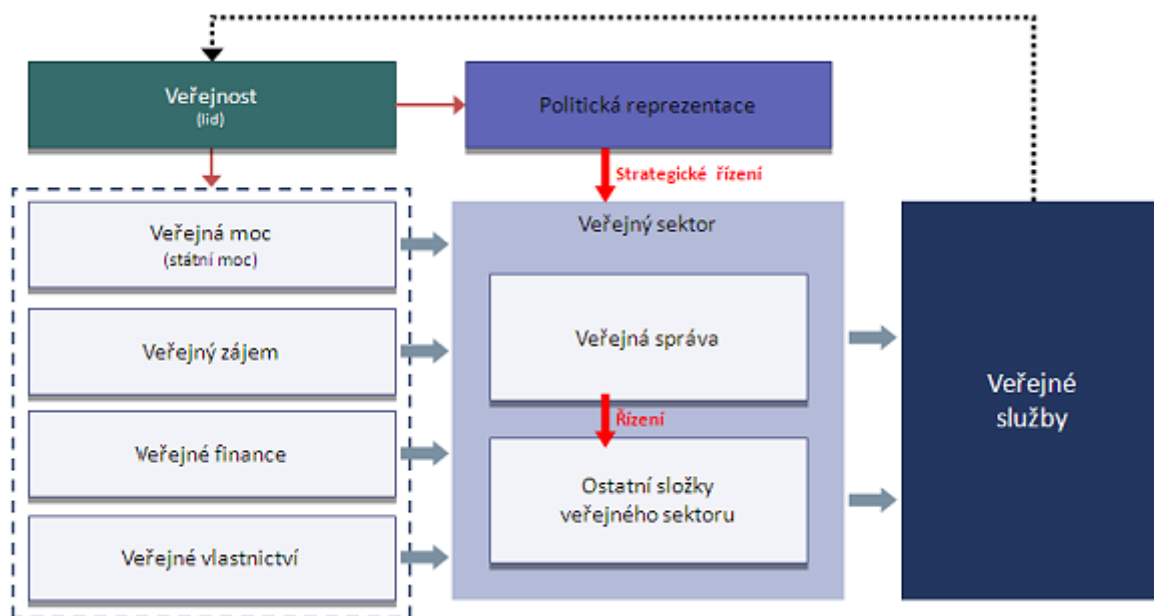 Veřejnost
(lid)
Politická reprezentace
Strategické řízení
Veřejná moc
(státní moc)
Veřejný zájem
Veřejné finance
Veřejné vlastnictví
Veřejný sektor
Veřejná správa
Řízení
Ostatní složky
veřejného sektoru
Veřejné
služby